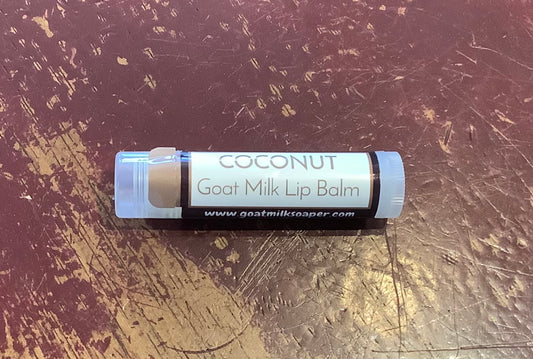 COCONUT
Goat Milk Lip Balm
www.goatmilksoaper.com